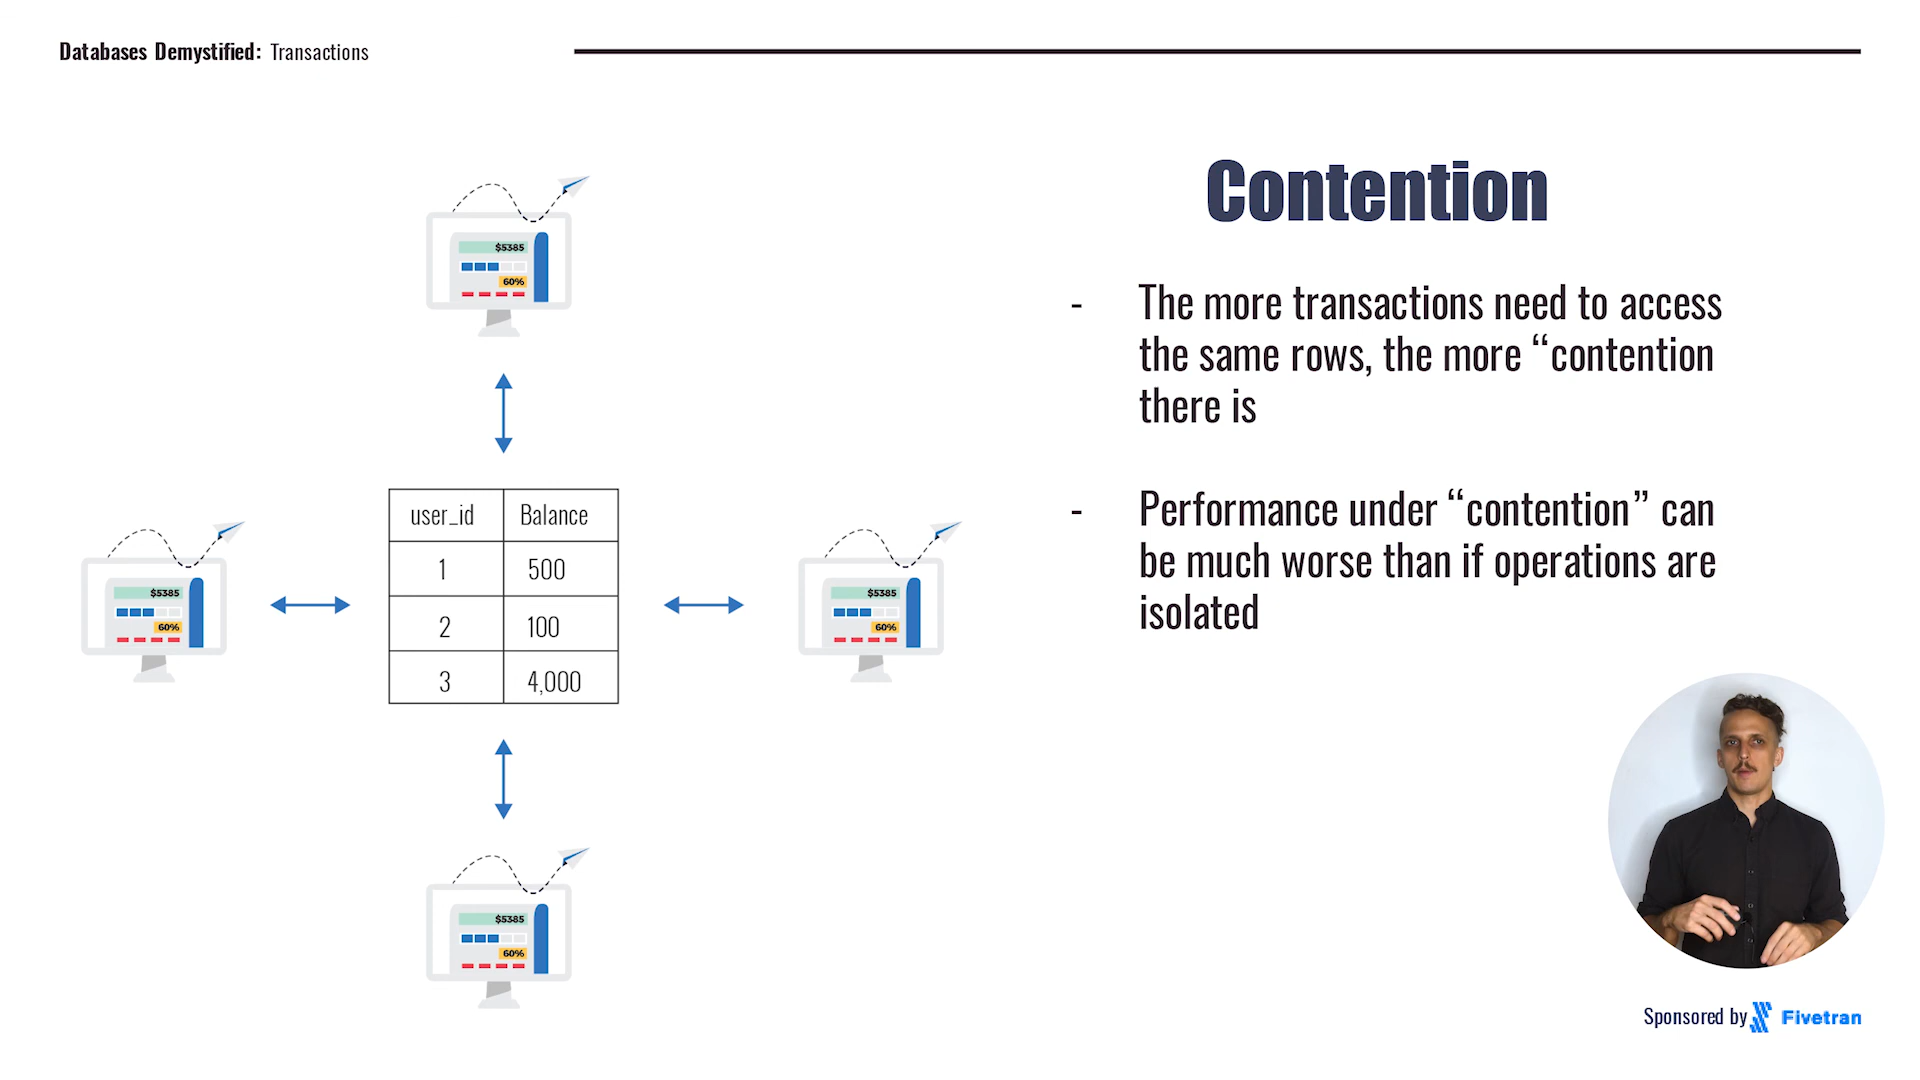 Databases Demystified: Transactions
Contention
- The more transactions need to access
the same rows, the more “contention
there is
- Performance under “contention” can
be much worse than if operations are
isolated
$5385
60%
$5385
60%
user_id Balance
1 500
2 100
3 4,000
$5385
60%
$5385
60%
Sponsored by Fivetran